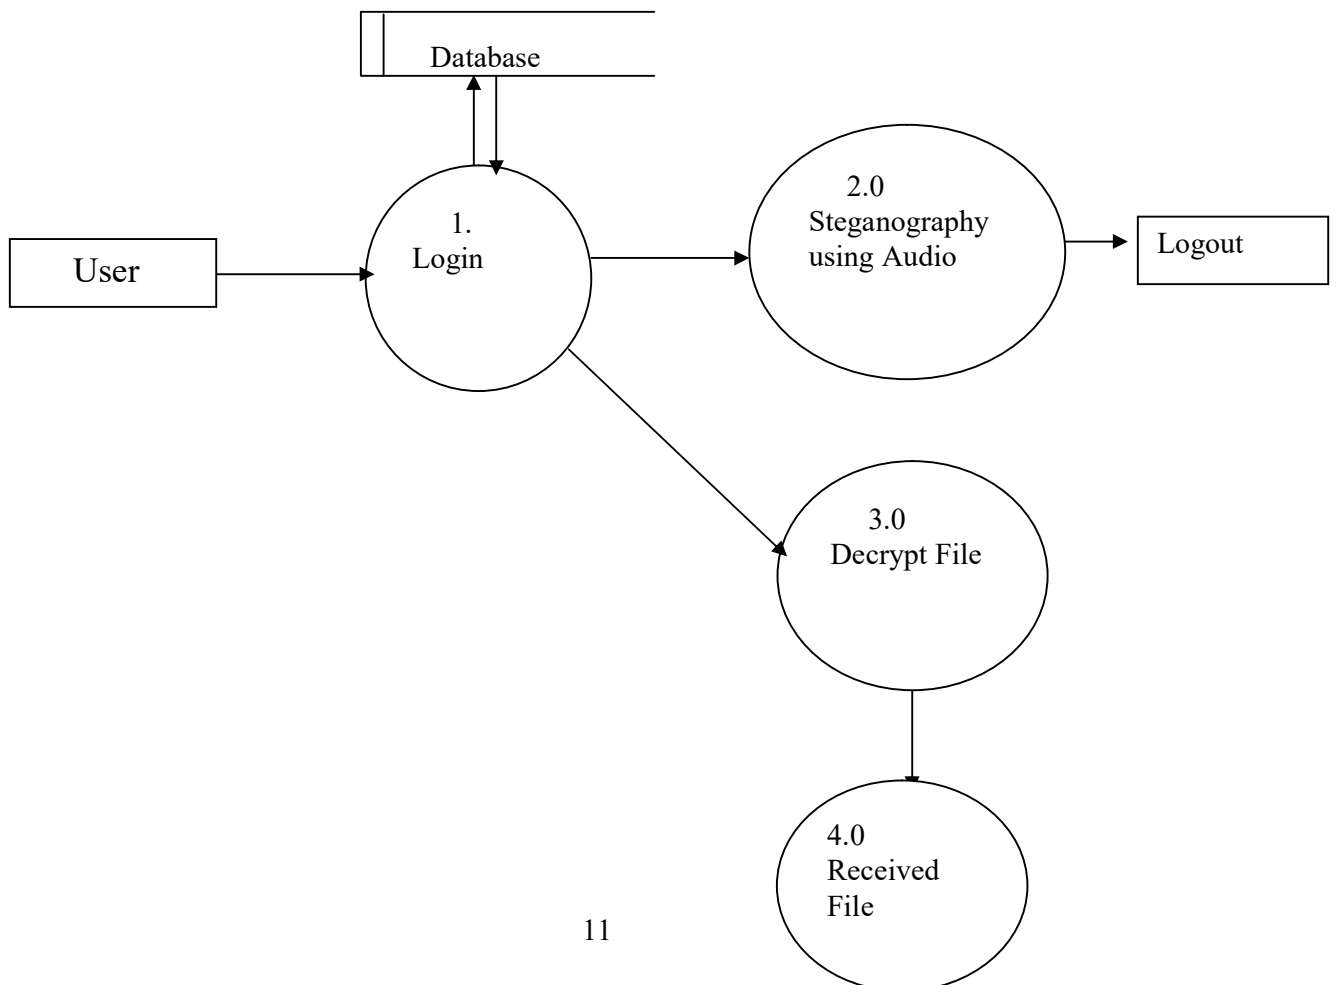 Database
2.0
Steganography
using Audio
1.
Login
User
Logout
3.0
Decrypt File
4.0
Received
File
11